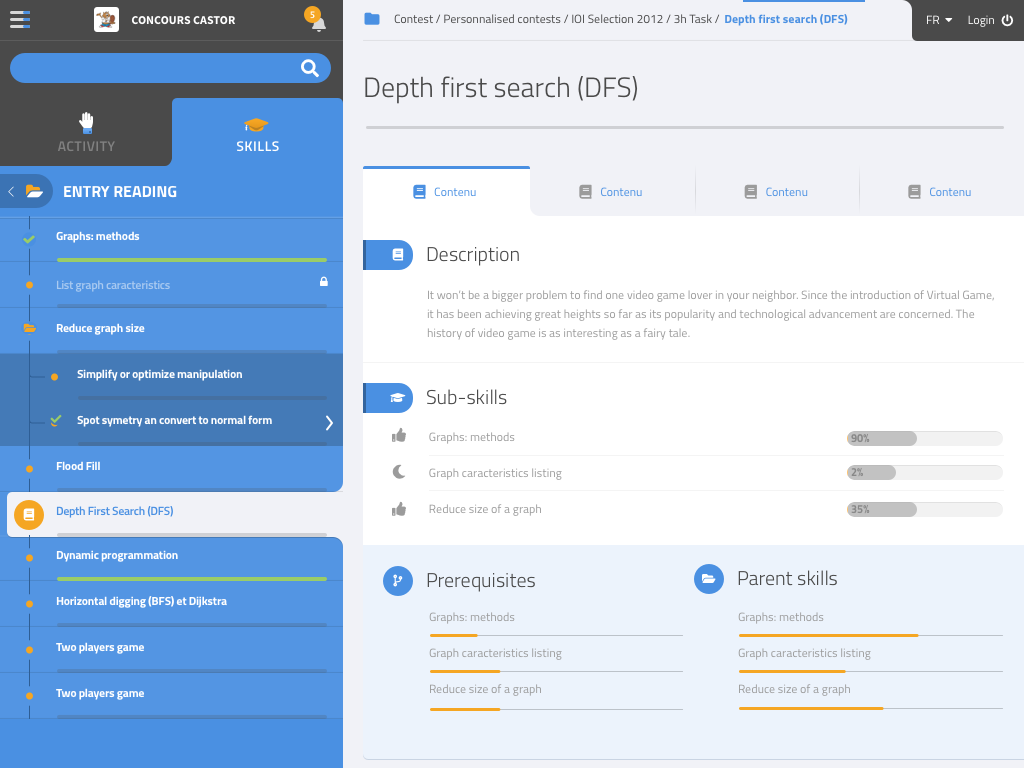 CONCOURS CASTOR
5
Contest / Personnalised contests / IOI Selection 2012 / 3h Task / Depth first search (DFS)
FR
Login
ACTIVITY
SKILLS
ENTRY READING
Graphs: methods
List graph caracteristics
Reduce graph size
Simplify or optimize manipulation
Spot symetry an convert to normal form
Flood Fill
Depth First Search (DFS)
Dynamic programmation
Horizontal digging (BFS) et Dijkstra
Two players game
Two players game
Depth first search (DFS)
Contenu
Contenu
Contenu
Contenu
Description
It won't be a bigger problem to find one video game lover in your neighbor. Since the introduction of Virtual Game,
it has been achieving great heights so far as its popularity and technological advancement are concerned. The
history of video game is as interesting as a fairy tale.
Sub-skills
Graphs: methods
90%
Graph caracteristics listing
2%
Reduce size of a graph
35%
Prerequisites
Graphs: methods
Graph caracteristics listing
Reduce size of a graph
Parent skills
Graphs: methods
Graph caracteristics listing
Reduce size of a graph